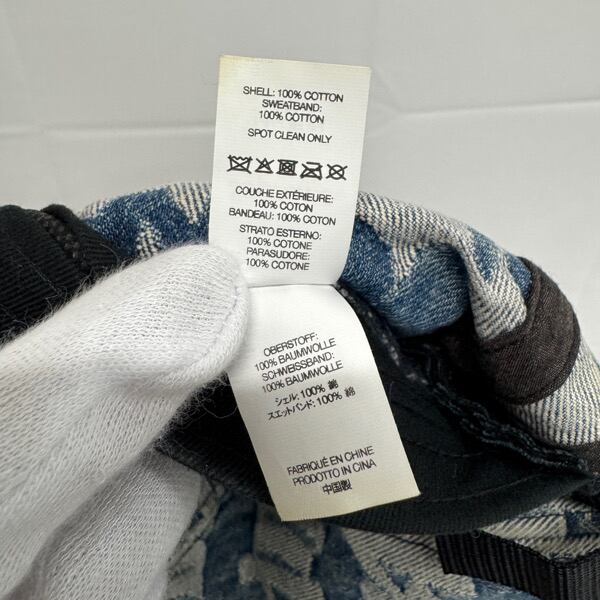 SHELL: 100% COTTON
SWEATBAND:
100% COTTON
SPOT CLEAN ONLY
COUCHE EXTÉRIEURE:
100% COTON
BANDEAU: 100% COTON
STRATO ESTERNO:
100% COTONE
PARASUDORE:
100% COTONE
OBERSTOFF:
100% BAUMWOLLE
SCHWEISSBAND:
100% BAUMWOLLE
シェル: 100% 綿
スエットバンド: 100% 綿
FABRIQUÉ EN CHINE
PRODOTTO IN CINA
中国製